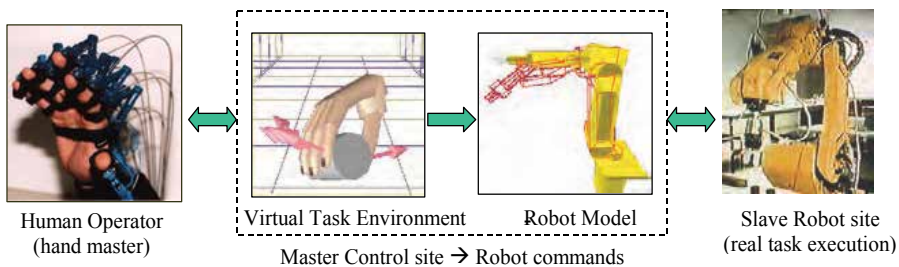 Human Operator
(hand master)
Virtual Task Environment
Robot Model
Slave Robot site
(real task execution)
Master Control site → Robot commands